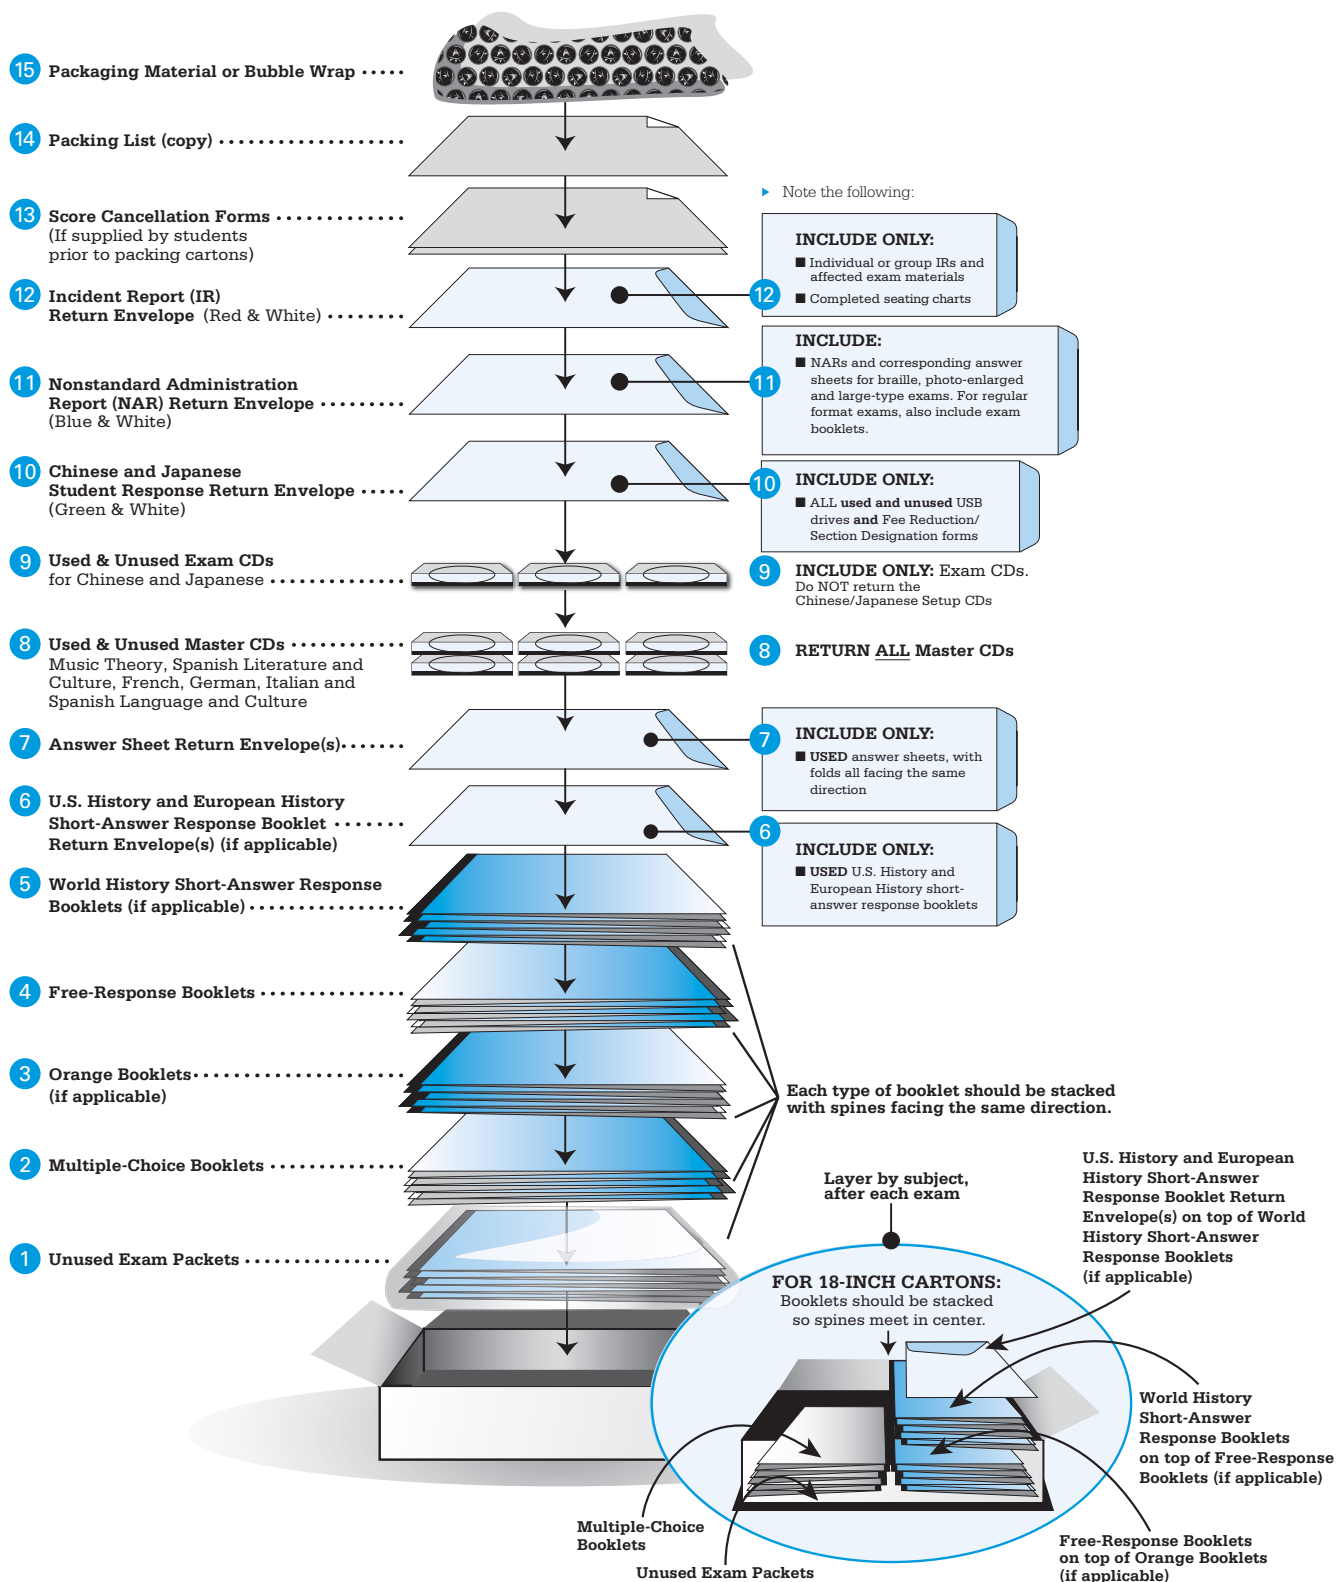 15 Packaging Material or Bubble Wrap
14 Packing List (copy)
13 Score Cancellation Forms
(If supplied by students
prior to packing cartons)
12 Incident Report (IR)
Return Envelope (Red & White)
11 Nonstandard Administration
Report (NAR) Return Envelope
(Blue & White)
10 Chinese and Japanese
Student Response Return Envelope
(Green & White)
9 Used & Unused Exam CDs
for Chinese and Japanese
8 Used & Unused Master CDs
Music Theory, Spanish Literature and
Culture, French, German, Italian and
Spanish Language and Culture
7 Answer Sheet Return Envelope(s)
6 U.S. History and European History
Short-Answer Response Booklet
Return Envelope(s) (if applicable)
5 World History Short-Answer Response
Booklets (if applicable)
4 Free-Response Booklets
3 Orange Booklets
(if applicable)
2 Multiple-Choice Booklets
1 Unused Exam Packets
▸ Note the following:
12
INCLUDE ONLY:
■ Individual or group IRs and
affected exam materials
■ Completed seating charts
11
INCLUDE:
■ NARs and corresponding answer
sheets for braille, photo-enlarged
and large-type exams. For regular
format exams, also include exam
booklets.
10
INCLUDE ONLY:
■ ALL used and unused USB
drives and Fee Reduction/
Section Designation forms
9 INCLUDE ONLY: Exam CDs.
Do NOT return the
Chinese/Japanese Setup CDs
8 RETURN ALL Master CDs
7
INCLUDE ONLY:
■ USED answer sheets, with
folds all facing the same
direction
6
INCLUDE ONLY:
■ USED U.S. History and
European History short-
answer response booklets
Each type of booklet should be stacked
with spines facing the same direction.
Layer by subject,
after each exam
FOR 18-INCH CARTONS:
Booklets should be stacked
so spines meet in center.
U.S. History and European
History Short-Answer
Response Booklet Return
Envelope(s) on top of World
History Short-Answer
Response Booklets
(if applicable)
World History
Short-Answer
Response Booklets
on top of Free-Response
Booklets (if applicable)
Free-Response Booklets
on top of Orange Booklets
(if applicable)
Multiple-Choice
Booklets
Unused Exam Packets